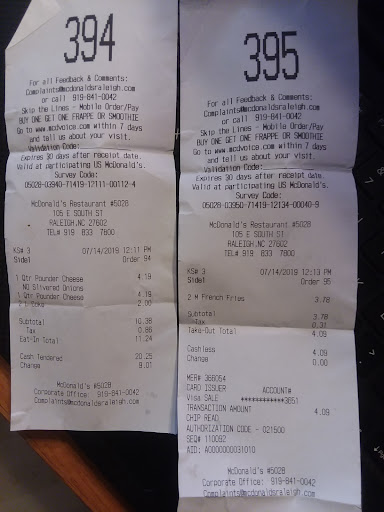 394
For all Feedback & Comments:
Complaints@mcdonaldsraleigh.com
or call 919-841-0042
Skip the Lines - Mobile Order/Pay
BUY ONE GET ONE FRAPPE OR SMOOTHIE
Go to www.mcdvoice.com within 7 days
and tell us about your visit.
Validation Code:
Expires 30 days after receipt date.
Valid at participating US McDonald's.
Survey Code:
05028-03940-71419-12111-00112-4
McDonald's Restaurant #5028
105 E SOUTH ST
RALEIGH,NC 27602
TEL# 919 833 7800
KS# 3 07/14/2019 12:11 PM
Side1 Order 94
1 Qtr Pounder Cheese 4.19
NO Slivered Onions
1 Qtr Pounder Cheese 4.19
2 L
Subtotal 10.38
Tax 0.86
Eat-In Total 11.24
Cash Tendered 20.25
Change 9.01
McDonald's #5028
Corporate Office: 919-841-0042
Complaints@mcdonaldsraleigh.com
395
For all Feedback & Comments:
Complaints@mcdonaldsraleigh.com
or call 919-841-0042
Skip the Lines - Mobile Order/Pay
BUY ONE GET ONE FRAPPE OR SMOOTHIE
Go to www.mcdvoice.com within 7 days
and tell us about your visit.
Validation Code:
Expires 30 days after receipt date.
Valid at participating US McDonald's.
Survey Code:
05028-03950-71419-12134-00040-9
McDonald's Restaurant #5028
105 E SOUTH ST
RALEIGH,NC 27602
TEL# 919 833 7800
KS# 3 07/14/2019 12:13 PM
Side1 Order 95
2 M French Fries 3.78
Subtotal 3.78
Tax 0.31
Take-Out Total 4.09
Cashless 4.09
Change 0.00
MER# 366054
CARD ISSUER ACCOUNT#
Visa SALE ************3651
TRANSACTION AMOUNT 4.09
CHIP READ
AUTHORIZATION CODE - 021500
SEQ# 110092
AID: A0000000031010
McDonald's #5028
Corporate Office: 919-841-0042
Complaints@mcdonaldsraleigh.com